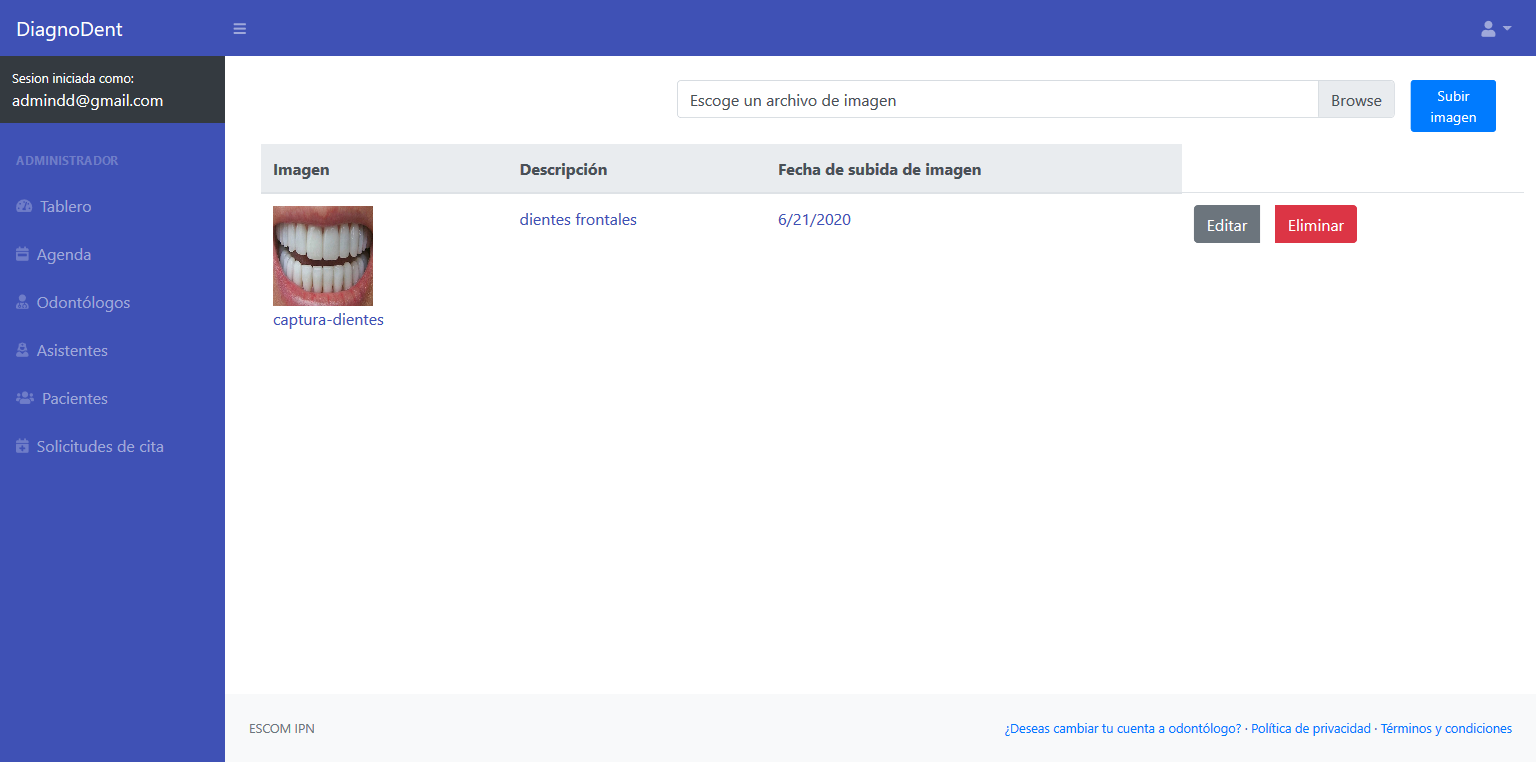 DiagnoDent
Sesion iniciada como:
admindd@gmail.com
ADMINISTRADOR
Tablero
Agenda
Odontólogos
Asistentes
Pacientes
Solicitudes de cita
Escoge un archivo de imagen
Browse
Subir
imagen
Imagen Descripción Fecha de subida de imagen
dientes frontales 6/21/2020 Editar Eliminar
captura-dientes
ESCOM IPN
¿Deseas cambiar tu cuenta a odontólogo? · Política de privacidad · Términos y condiciones